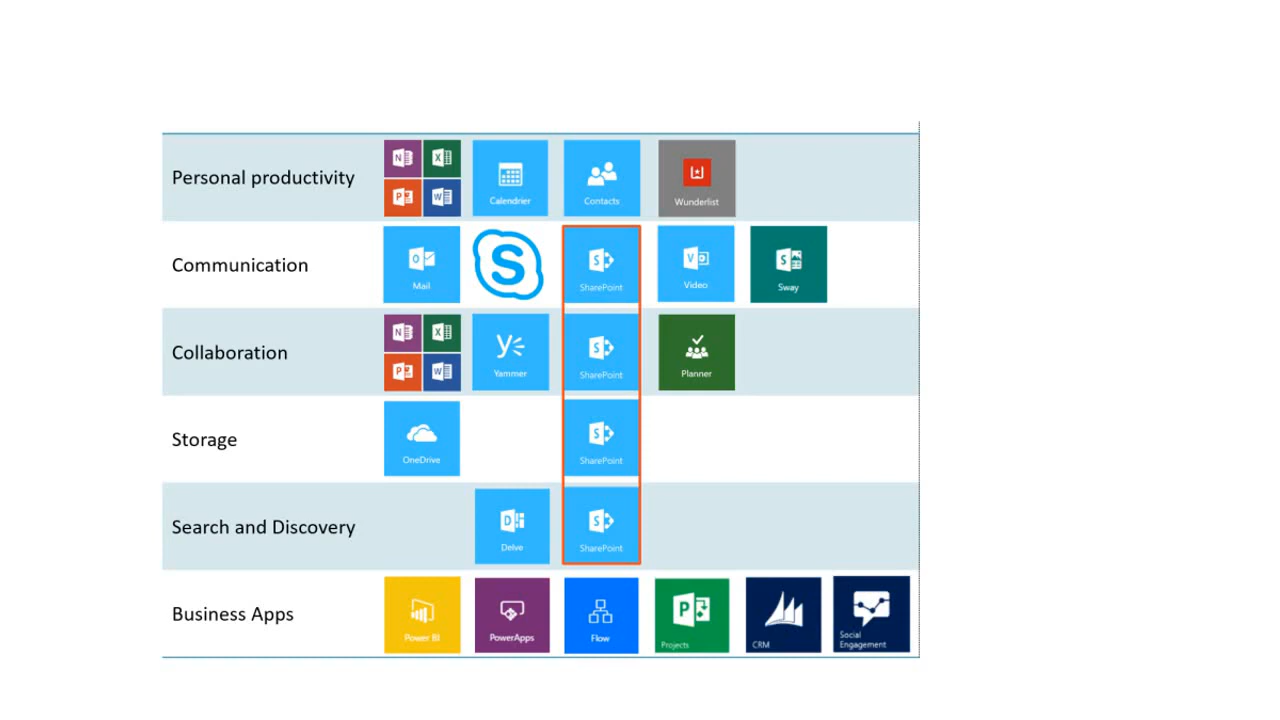 Personal productivity
N
X
P
W
Calendrier
Contacts
Wunderlist
Communication
O
Mail
S
S
SharePoint
V
Video
S
Sway
Collaboration
N
X
P
W
y
Yammer
S
SharePoint
Planner
Storage
OneDrive
S
SharePoint
Search and Discovery
D
Delve
S
SharePoint
Business Apps
Power BI
PowerApps
Flow
P
Projects
CRM
Social
Engagement